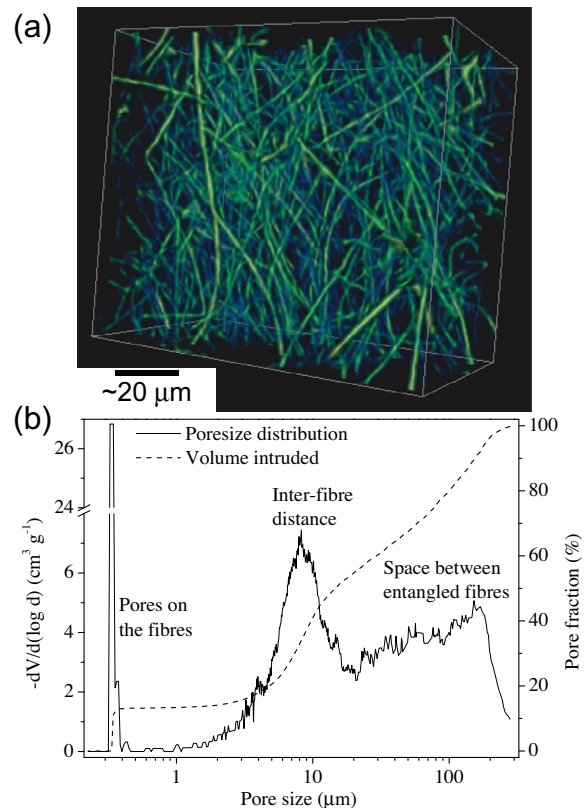 (a)
~20 µm
(b)
Poresize distribution
Volume intruded
Inter-fibre
distance
Pores on
the fibres
Space between
entangled fibres
-dV/d(log d) (cm³ g⁻¹)
26
24
6
4
2
0
100
80
60
40
20
0
Pore fraction (%)
1 10 100
Pore size (µm)